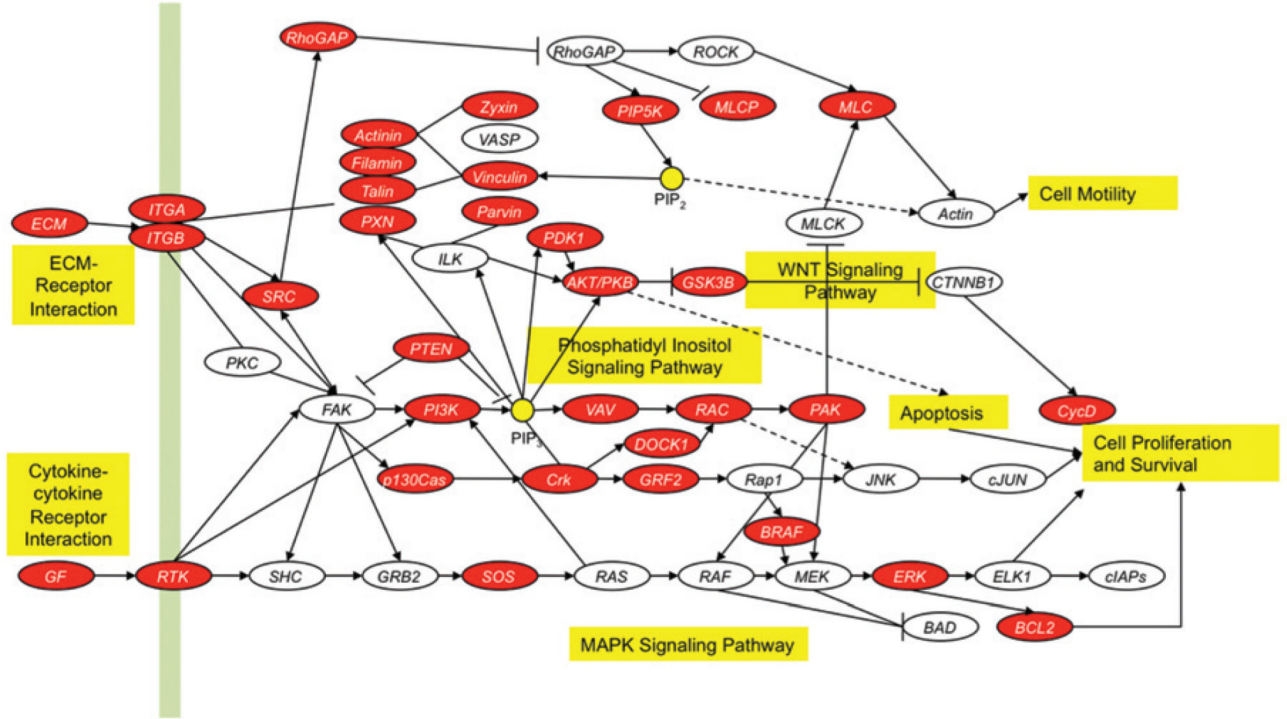 RhoGAP
RhoGAP
ROCK
Zyxin
PIP5K
MLCP
MLC
Actinin
VASP
Filamin
Talin
Vinculin
PIP2
Cell Motility
ITGA
ECM
ITGB
PXN
Parvin
MLCK
Actin
PDK1
ILK
ECM-
Receptor
Interaction
SRC
AKT/PKB
GSK3B
WNT Signaling
Pathway
CTNNB1
PKC
PTEN
Phosphatidyl Inositol
Signaling Pathway
FAK
PI3K
PIP3
VAV
RAC
PAK
Apoptosis
CycD
DOCK1
Cell Proliferation
and Survival
Cytokine-
cytokine
Receptor
Interaction
p130Cas
Crk
GRF2
Rap1
JNK
cJUN
BRAF
GF
RTK
SHC
GRB2
SOS
RAS
RAF
MEK
ERK
ELK1
cIAPs
BAD
BCL2
MAPK Signaling Pathway